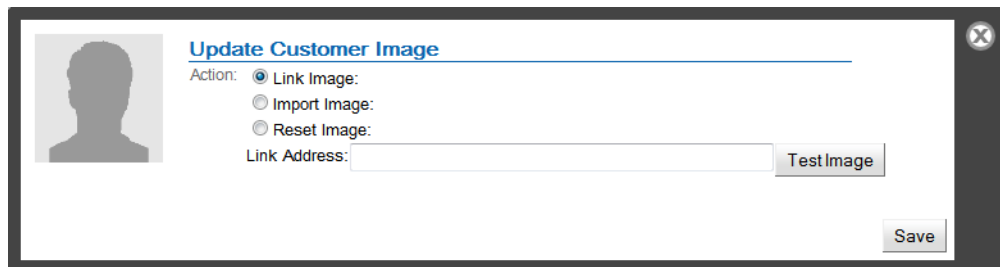 Update Customer Image
Action: Link Image:
Import Image:
Reset Image:
Link Address: Test Image
Save